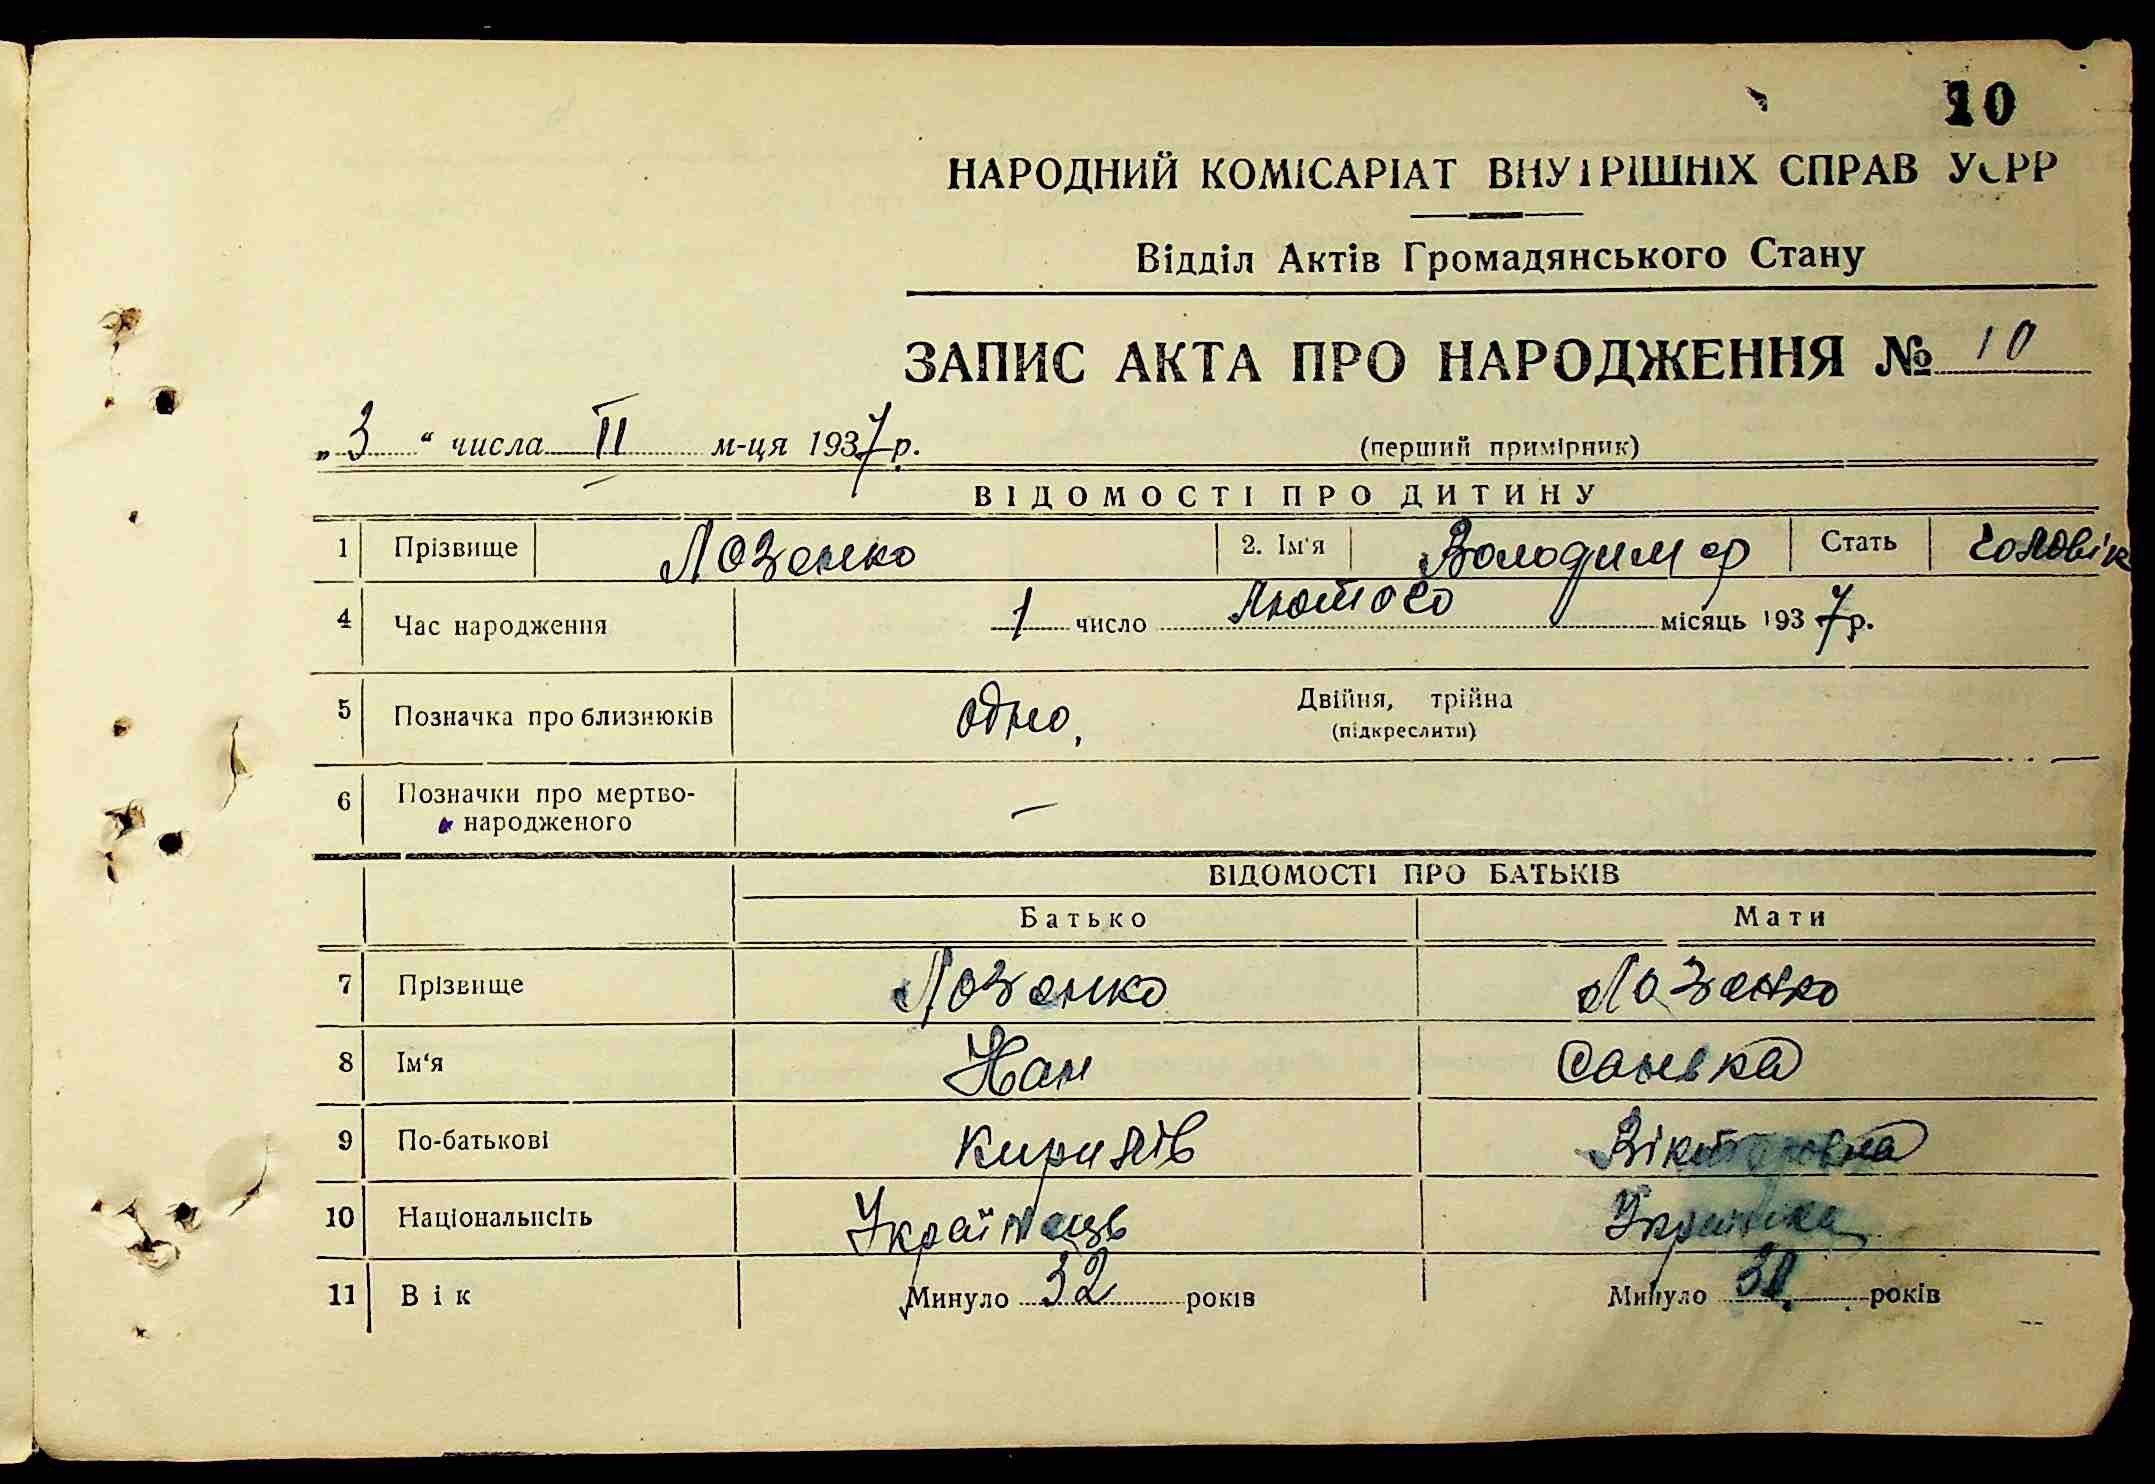 10
НАРОДНИЙ КОМІСАРІАТ ВНУТРІШНІХ СПРАВ УСРР
Відділ Актів Громадянського Стану
ЗАПИС АКТА ПРО НАРОДЖЕННЯ № 10
„3“ числа II м-ця 1937 р.
(перший примірник)
ВІДОМОСТІ ПРО ДИТИНУ
1 Прізвище Лозенко 2. Ім'я Володимер Стать чоловік
4 Час народження 1 число лютого місяць 1937 р.
5 Позначка про близнюків одно, Двійня, трійна
(підкреслити)
6 Позначки про мертво-
народженого —
ВІДОМОСТІ ПРО БАТЬКІВ
Батько Мати
7 Прізвище Лозенко Лозенко
8 Ім'я
9 По-батькові Кирилів
10 Національність Українець Українка
11 Вік Минуло 32 років Минуло років